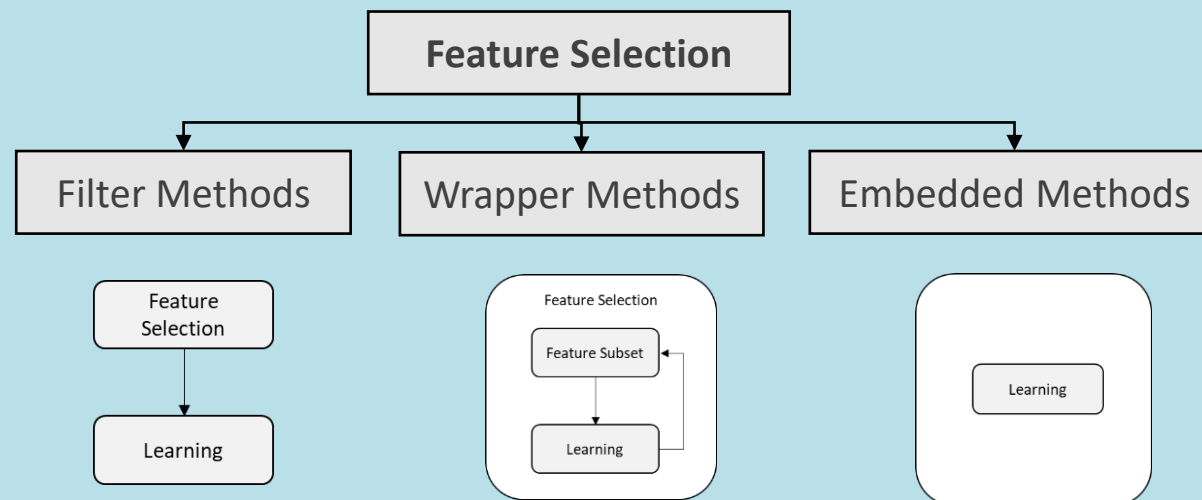 Feature Selection
Filter Methods
Wrapper Methods
Embedded Methods
Feature
Selection
Learning
Feature Selection
Feature Subset
Learning
Learning